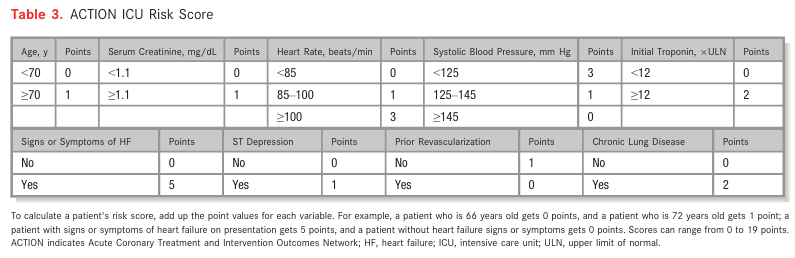 Table 3. ACTION ICU Risk Score
Age, y Points Serum Creatinine, mg/dL Points Heart Rate, beats/min Points Systolic Blood Pressure, mm Hg Points Initial Troponin, ×ULN Points
<70 0 <1.1 0 <85 0 <125 3 <12 0
≥70 1 ≥1.1 1 85–100 1 125–145 1 ≥12 2
≥100 3 ≥145 0
Signs or Symptoms of HF Points ST Depression Points Prior Revascularization Points Chronic Lung Disease Points
No 0 No 0 No 1 No 0
Yes 5 Yes 1 Yes 0 Yes 2
To calculate a patient's risk score, add up the point values for each variable. For example, a patient who is 66 years old gets 0 points, and a patient who is 72 years old gets 1 point; a
patient with signs or symptoms of heart failure on presentation gets 5 points, and a patient without heart failure signs or symptoms gets 0 points. Scores can range from 0 to 19 points.
ACTION indicates Acute Coronary Treatment and Intervention Outcomes Network; HF, heart failure; ICU, intensive care unit; ULN, upper limit of normal.